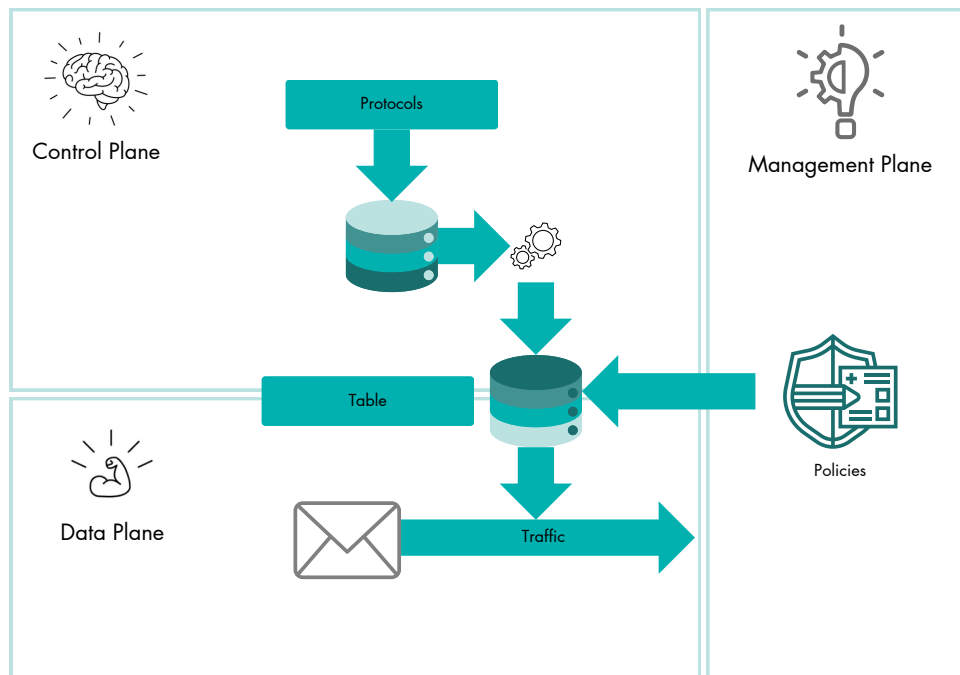 Protocols
Control Plane
Management Plane
Table
Policies
Data Plane
Traffic